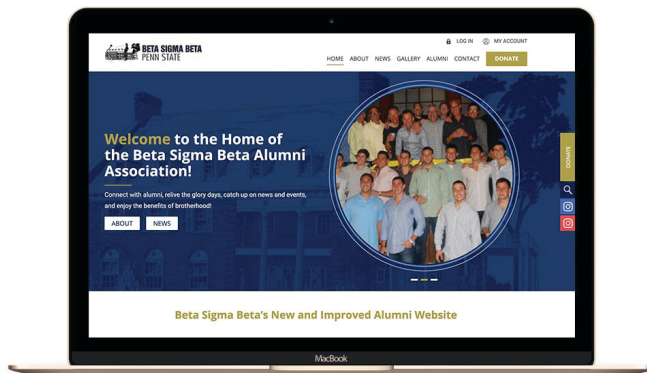 LOG IN MY ACCOUNT
BETA SIGMA BETA
PENN STATE
HOME ABOUT NEWS GALLERY ALUMNI CONTACT DONATE
Welcome to the Home of
the Beta Sigma Beta Alumni
Association!
Connect with alumni, relive the glory days, catch up on news and events,
and enjoy the benefits of brotherhood!
ABOUT NEWS
DONATE
Beta Sigma Beta's New and Improved Alumni Website
MacBook